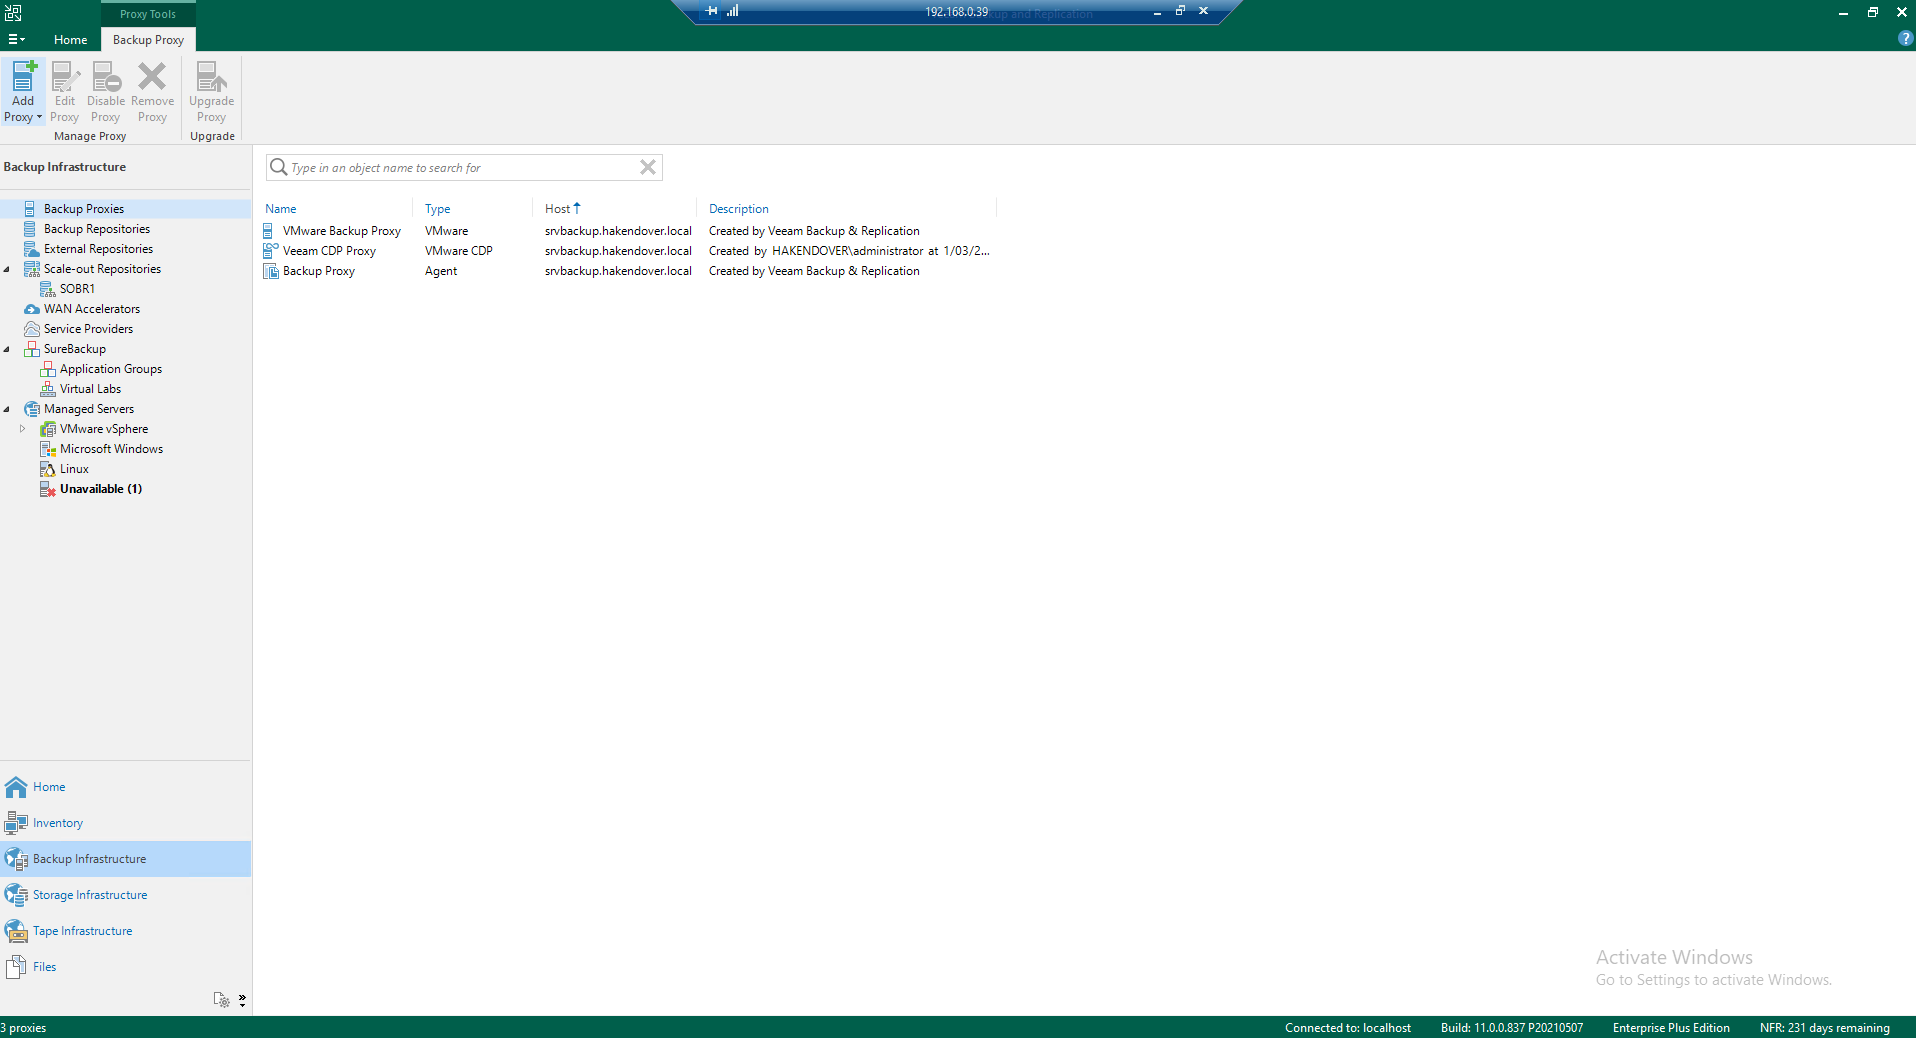 Proxy Tools
192.168.0.39
up and Replication
Home
Backup Proxy
Add Proxy
Edit Proxy
Disable Proxy
Remove Proxy
Upgrade Proxy
Manage Proxy
Upgrade
Backup Infrastructure
Backup Proxies
Backup Repositories
External Repositories
Scale-out Repositories
SOBR1
WAN Accelerators
Service Providers
SureBackup
Application Groups
Virtual Labs
Managed Servers
VMware vSphere
Microsoft Windows
Linux
Unavailable (1)
Home
Inventory
Backup Infrastructure
Storage Infrastructure
Tape Infrastructure
Files
Type in an object name to search for
Name Type Host Description
VMware Backup Proxy VMware srvbackup.hakendover.local Created by Veeam Backup & Replication
Veeam CDP Proxy VMware CDP srvbackup.hakendover.local Created by HAKENDOVER\administrator at 1/03/2...
Backup Proxy Agent srvbackup.hakendover.local Created by Veeam Backup & Replication
Activate Windows
Go to Settings to activate Windows.
3 proxies
Connected to: localhost
Build: 11.0.0.837 P20210507
Enterprise Plus Edition
NFR: 231 days remaining